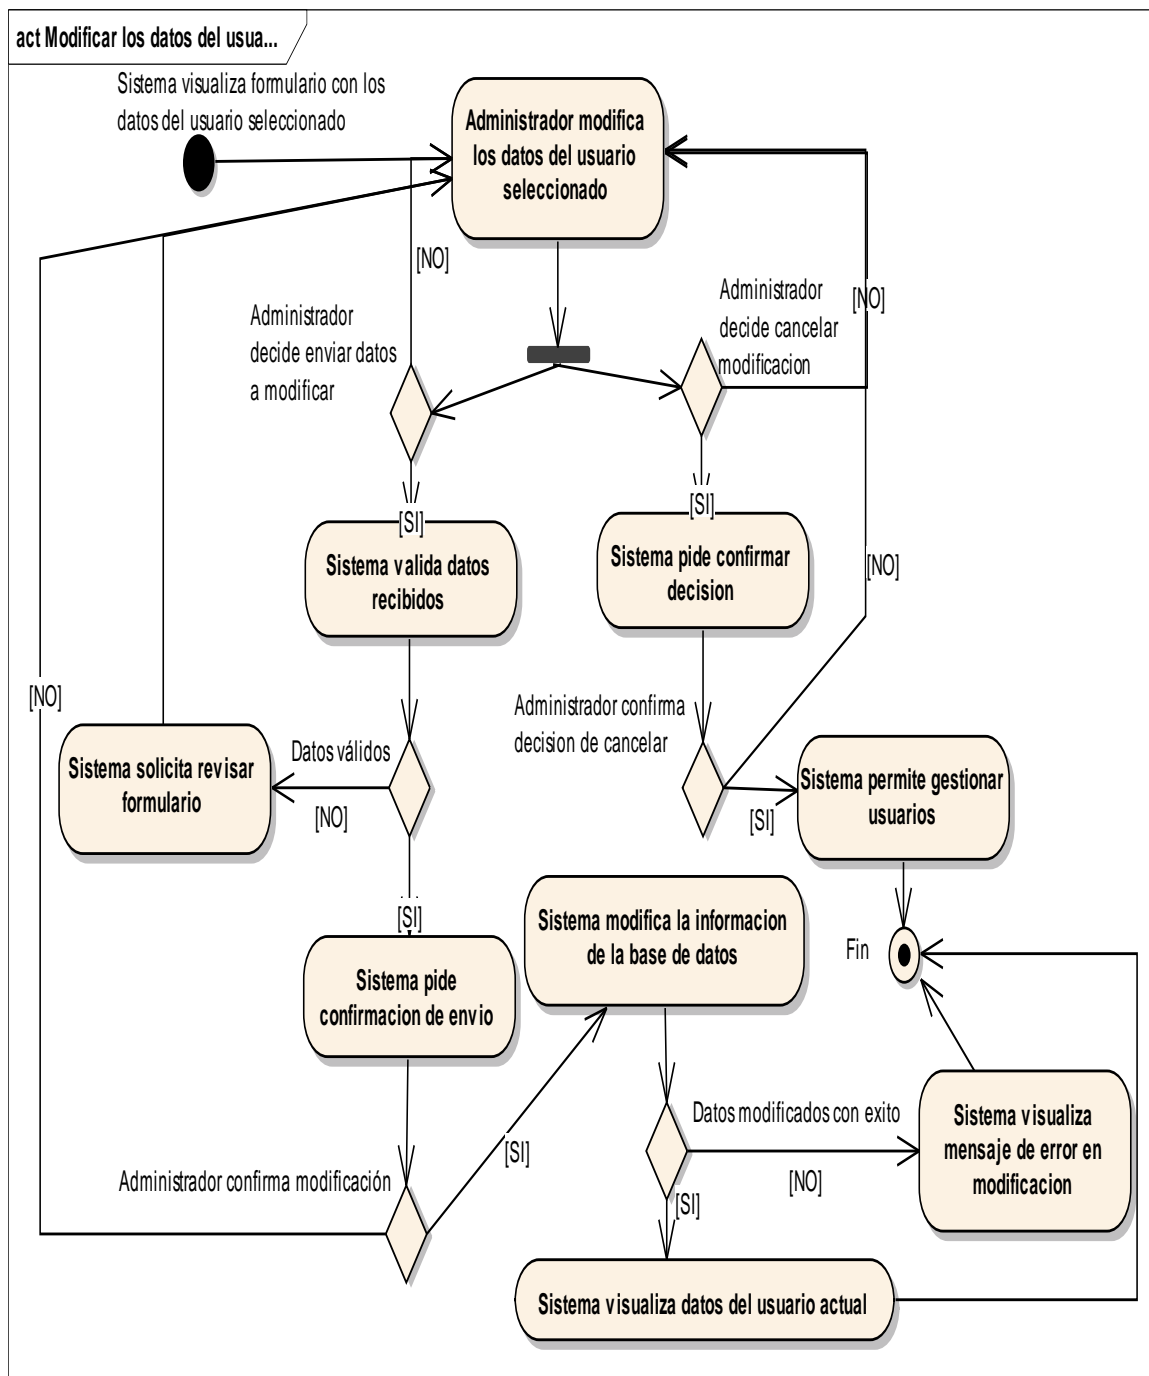 act Modificar los datos del usua...
Sistema visualiza formulario con los
datos del usuario seleccionado
Administrador modifica
los datos del usuario
seleccionado
[NO]
Administrador
decide enviar datos
a modificar
Administrador
decide cancelar
modificacion
[NO]
[SI]
Sistema valida datos
recibidos
[SI]
Sistema pide confirmar
decision
[NO]
[NO]
Administrador confirma
decision de cancelar
Datos válidos
Sistema solicita revisar
formulario
[NO]
[SI]
Sistema permite gestionar
usuarios
[SI]
Sistema modifica la informacion
de la base de datos
Fin
Sistema pide
confirmacion de envio
Datos modificados con exito
Sistema visualiza
mensaje de error en
modificacion
[SI]
Administrador confirma modificación
[NO]
[SI]
Sistema visualiza datos del usuario actual